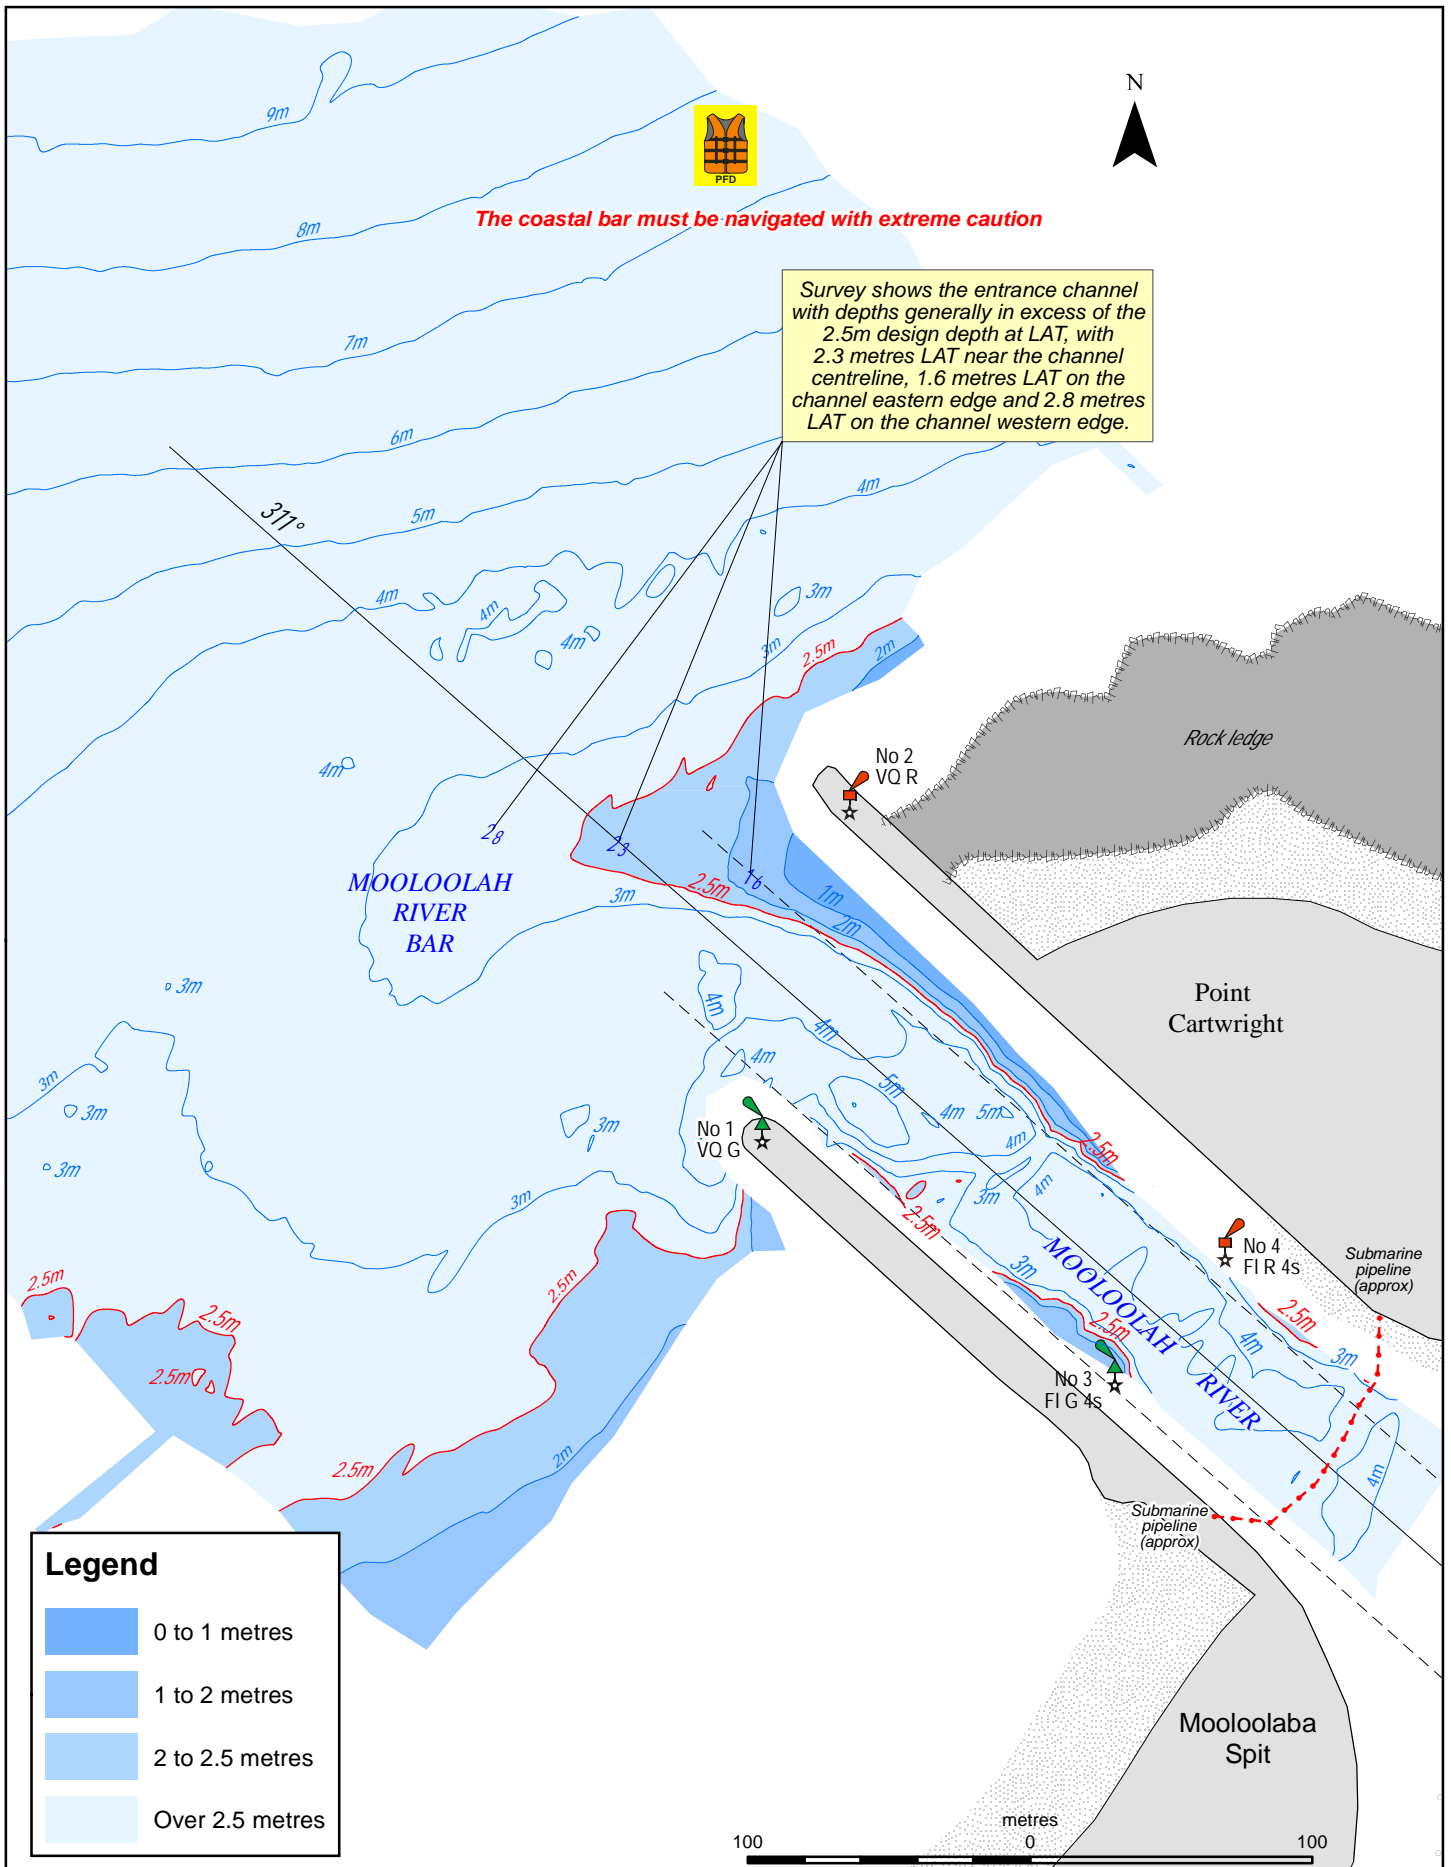 N
9m
PFD
The coastal bar must be navigated with extreme caution
8m
Survey shows the entrance channel
with depths generally in excess of the
2.5m design depth at LAT, with
2.3 metres LAT near the channel
centreline, 1.6 metres LAT on the
channel eastern edge and 2.8 metres
LAT on the channel western edge.
7m
6m
311°
5m
4m
4m
4m
4m
3m
3m
2.5m
2m
4m
Rock ledge
No 2
VQ R
28
23
16
MOOLOOLAH
RIVER
BAR
3m
2.5m
1m
2m
3m
4m
4m
4m
Point
Cartwright
5m
4m
5m
4m
3m
3m
3m
3m
No 1
VQ G
2.5m
3m
4m
3m
2.5m
3m
MOOLOOLAH
RIVER
No 4
Fl R 4s
Submarine
pipeline
(approx)
2.5m
2.5m
2.5m
2.5m
2.5m
4m
3m
2.5m
No 3
Fl G 4s
2.5m
2m
4m
Submarine
pipeline
(approx)
Legend
0 to 1 metres
1 to 2 metres
2 to 2.5 metres
Over 2.5 metres
Mooloolaba
Spit
metres
100
0
100